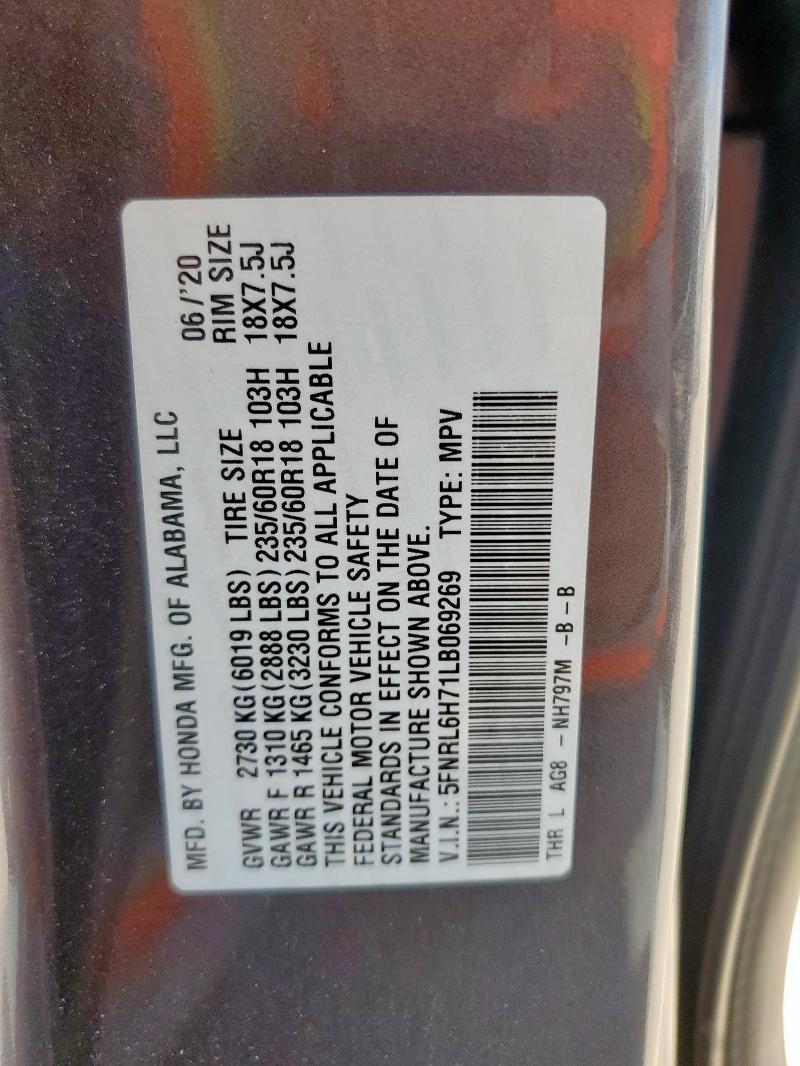 MFD. BY HONDA MFG. OF ALABAMA, LLC 06/'20
GVWR 2730 KG(6019 LBS) TIRE SIZE RIM SIZE
GAWR F 1310 KG(2888 LBS) 235/60R18 103H 18X7.5J
GAWR R 1465 KG(3230 LBS) 235/60R18 103H 18X7.5J
THIS VEHICLE CONFORMS TO ALL APPLICABLE
FEDERAL MOTOR VEHICLE SAFETY
STANDARDS IN EFFECT ON THE DATE OF
MANUFACTURE SHOWN ABOVE.
V.I.N.: 5FNRL6H71LB069269 TYPE: MPV
THR L AG8 - NH797M -B -B